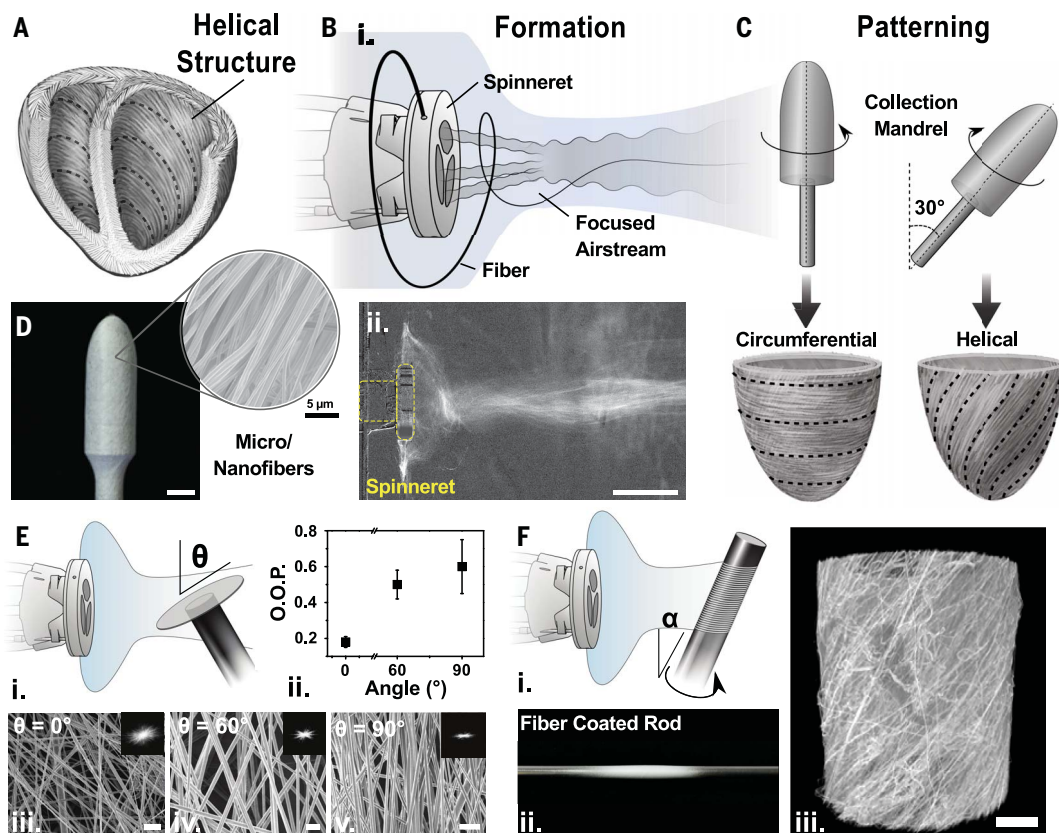 A
Helical
Structure
B
i.
Formation
Spinneret
Focused
Airstream
Fiber
C
Patterning
Collection
Mandrel
30°
Circumferential
Helical
D
5 µm
Micro/
Nanofibers
ii.
Spinneret
E
θ
i.
0.8
0.6
0.4
0.2
O.O.P.
0
60
90
ii.
Angle (°)
θ = 0°
iii.
θ = 60°
iv.
θ = 90°
v.
F
α
i.
Fiber Coated Rod
ii.
iii.